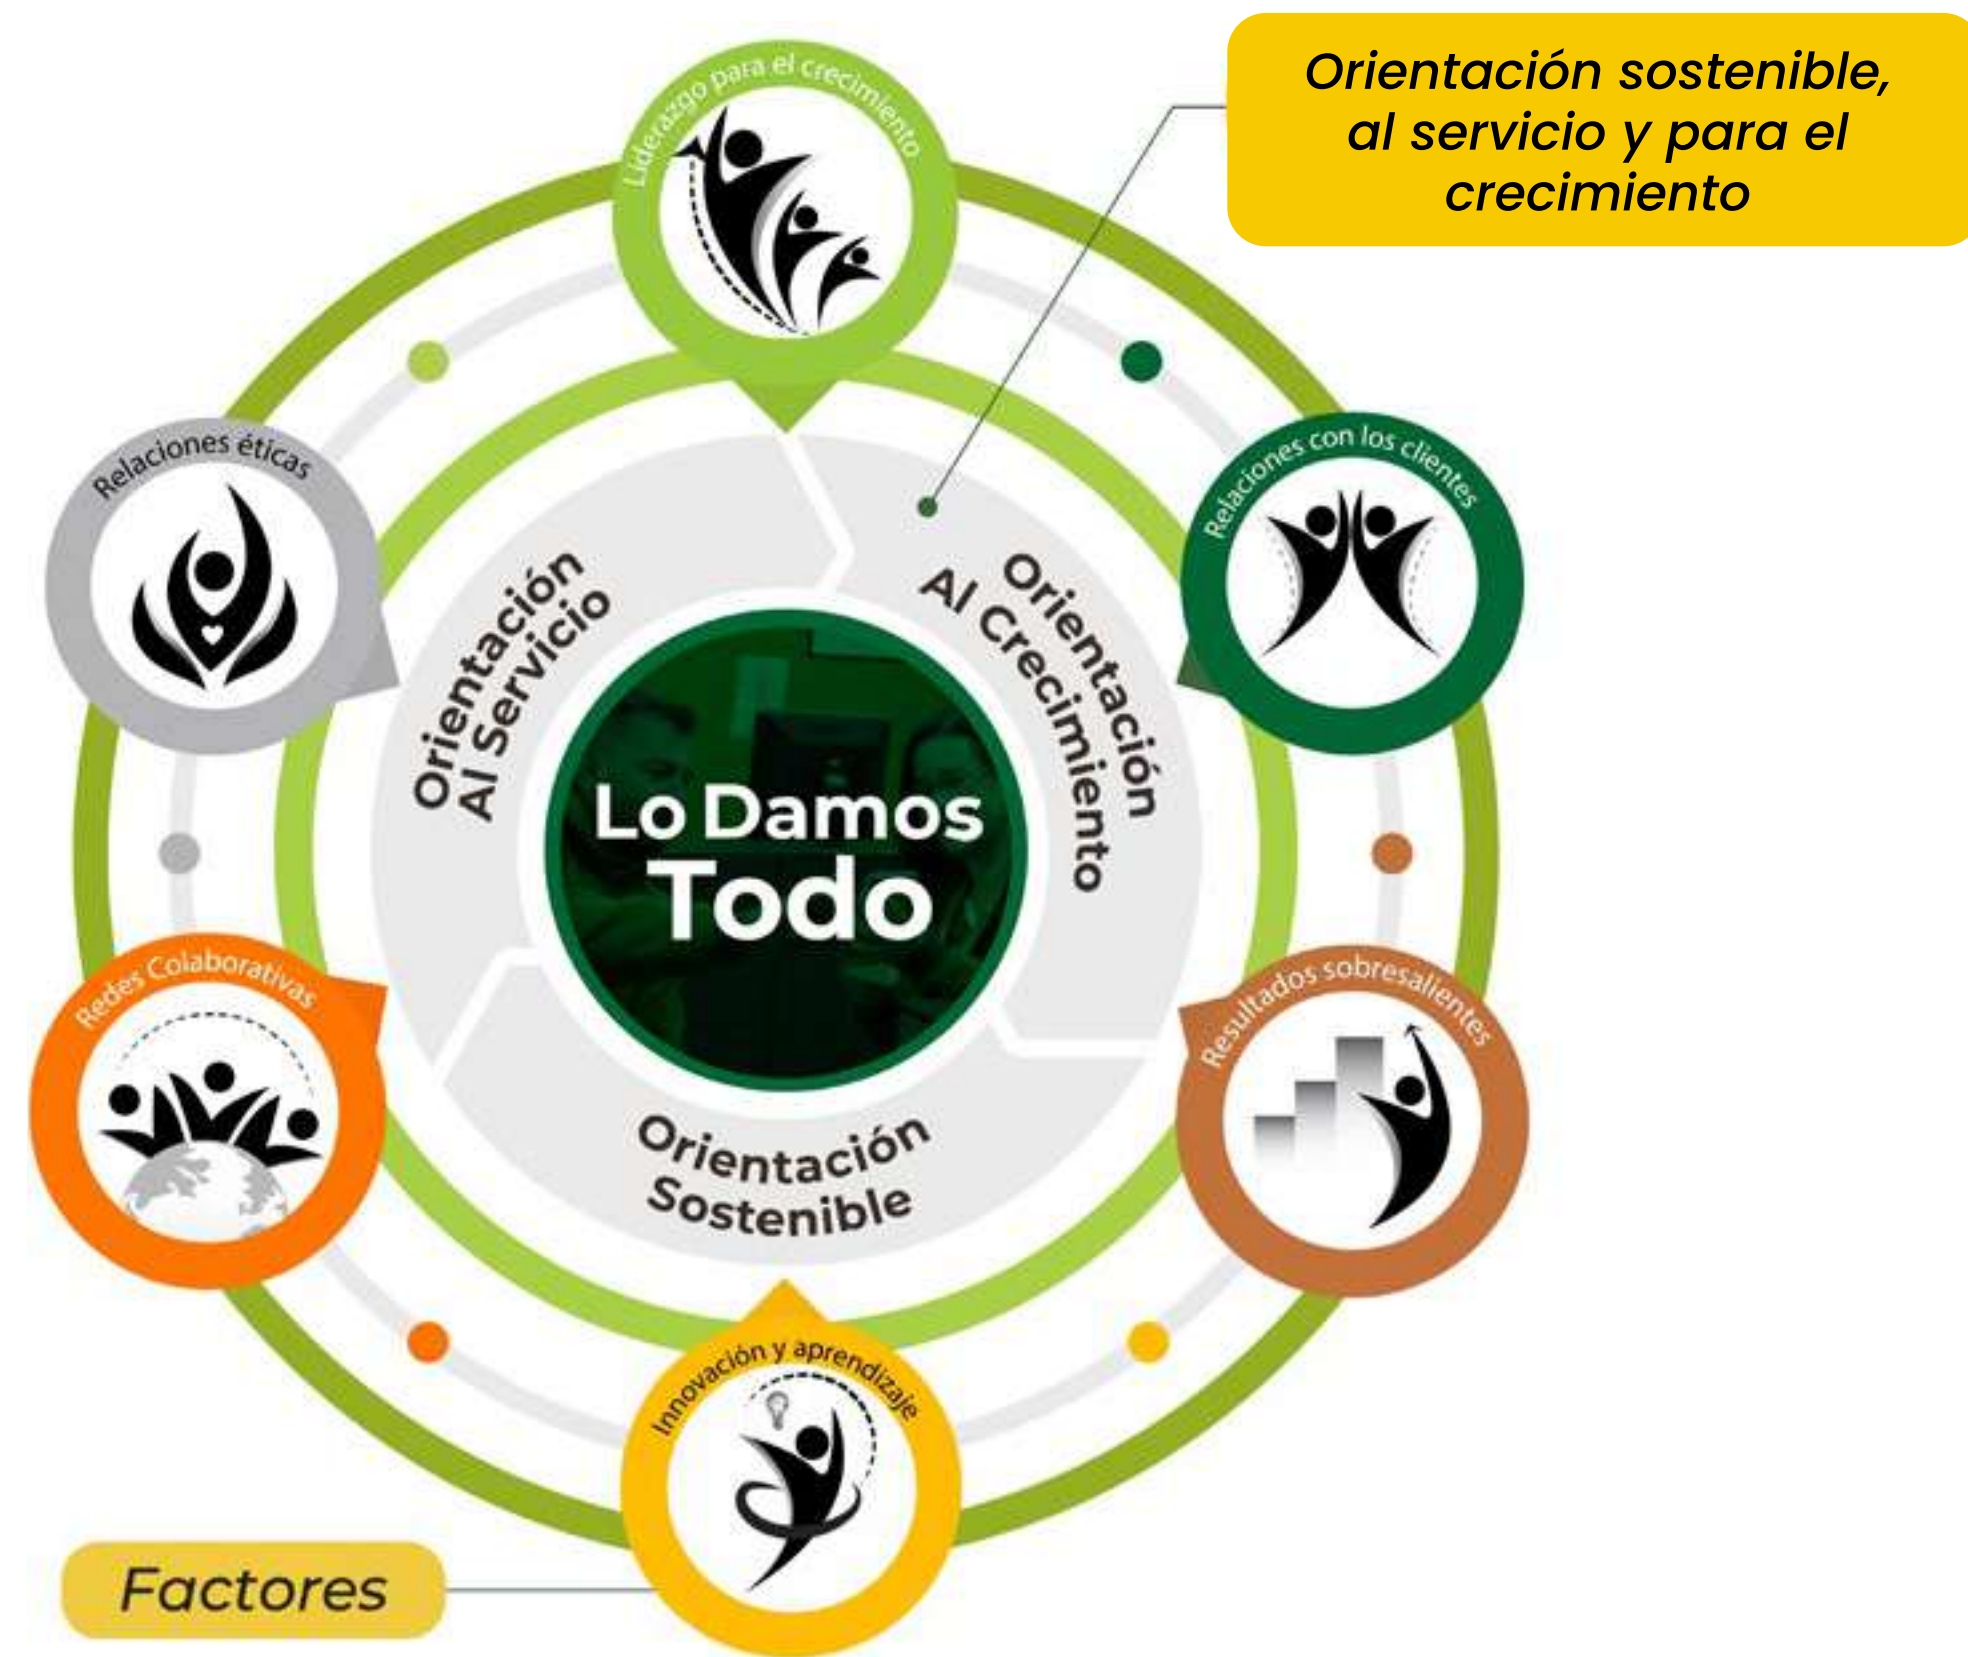 Orientación sostenible,
al servicio y para el
crecimiento
Liderazgo para el crecimiento
Relaciones éticas
Relaciones con los clientes
Orientación
Al Servicio
Orientación
Al Crecimiento
Lo Damos
Todo
Redes Colaborativas
Resultados sobresalientes
Orientación
Sostenible
Innovación y aprendizaje
Factores